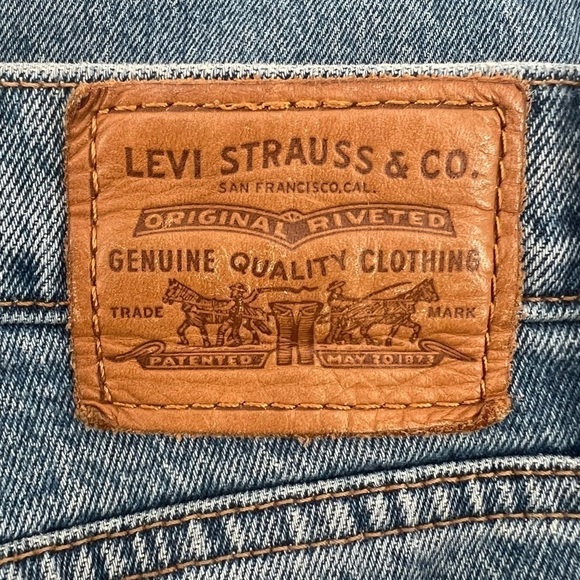 LEVI STRAUSS & CO.
SAN FRANCISCO, CAL.
ORIGINAL RIVETED
GENUINE QUALITY CLOTHING
TRADE MARK
PATENTED MAY 20 1873